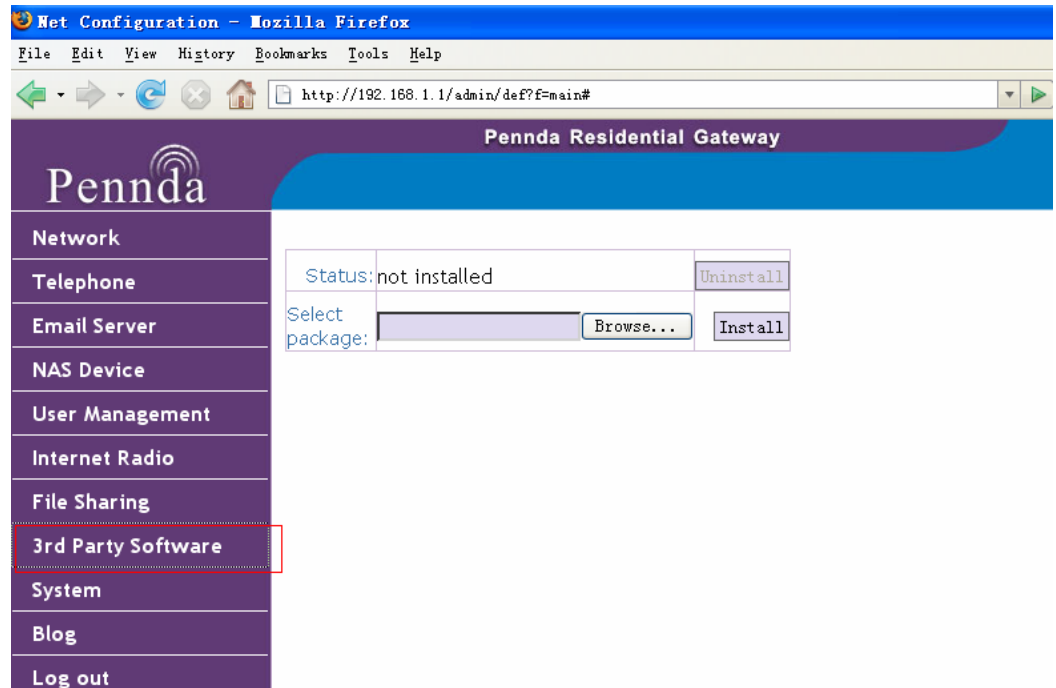 Net Configuration - Mozilla Firefox
File Edit View History Bookmarks Tools Help
http://192.168.1.1/admin/def?f=main#
Pennda Residential Gateway
Pennda
Network
Telephone
Email Server
NAS Device
User Management
Internet Radio
File Sharing
3rd Party Software
System
Blog
Log out
Status: not installed Uninstall
Select
package: Browse... Install